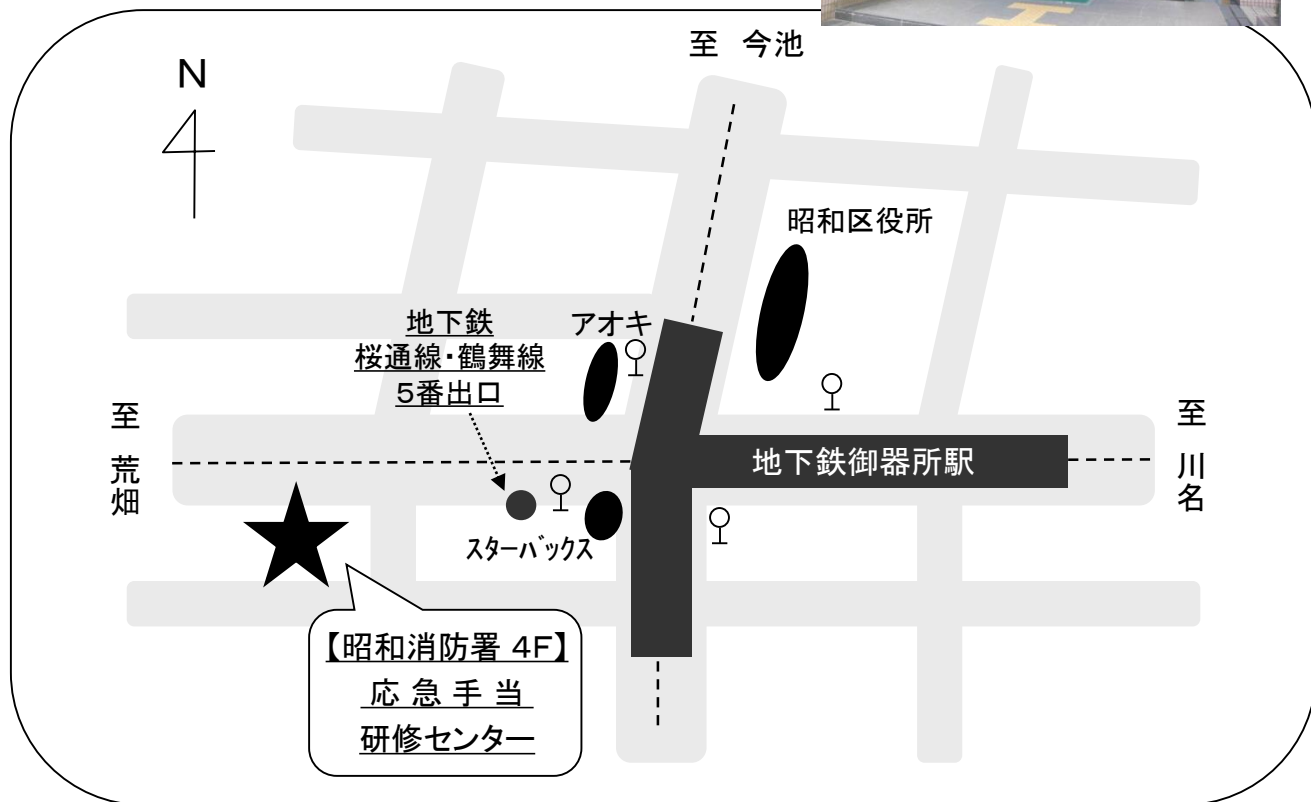 至 今池
N
昭和区役所
地下鉄
桜通線・鶴舞線
5番出口
アオキ
至 荒畑
地下鉄御器所駅
至 川名
スターバックス
【昭和消防署 4F】
応 急 手 当
研修センター